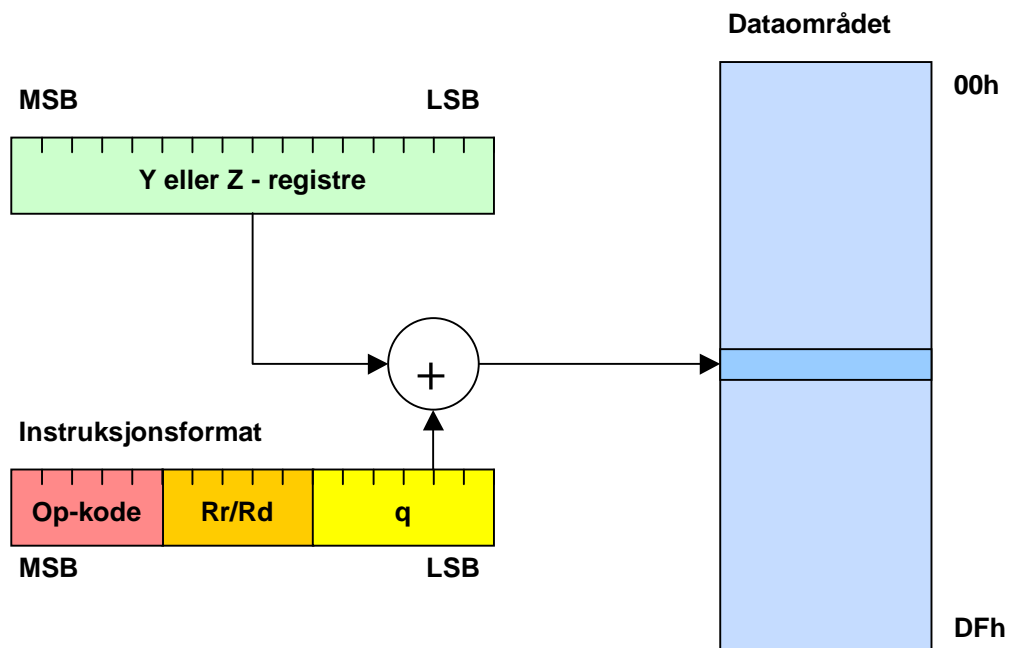 Dataområdet
00h
MSB LSB
Y eller Z - registre
+
Instruksjonsformat
Op-kode Rr/Rd q
MSB LSB
DFh